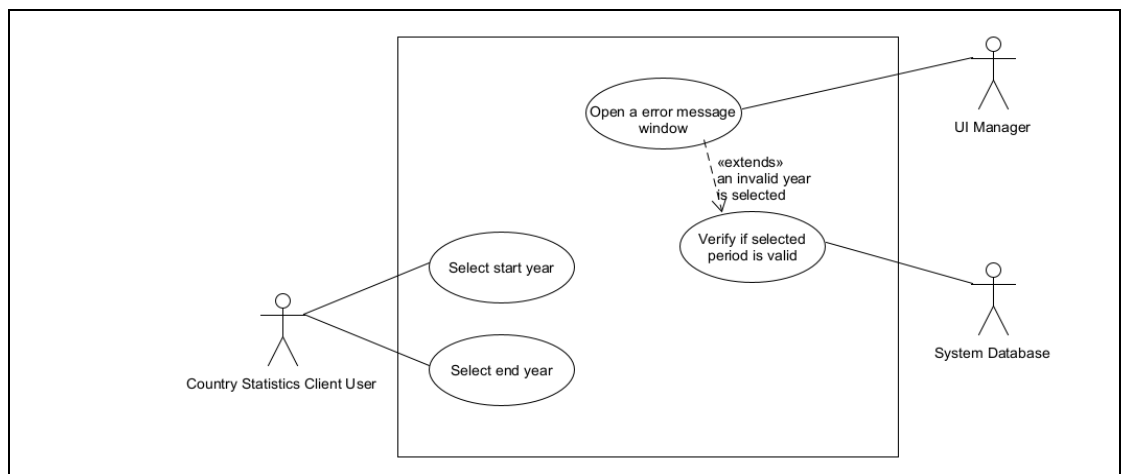 Open a error message
window
UI Manager
«extends»
an invalid year
is selected
Verify if selected
period is valid
Select start year
System Database
Select end year
Country Statistics Client User